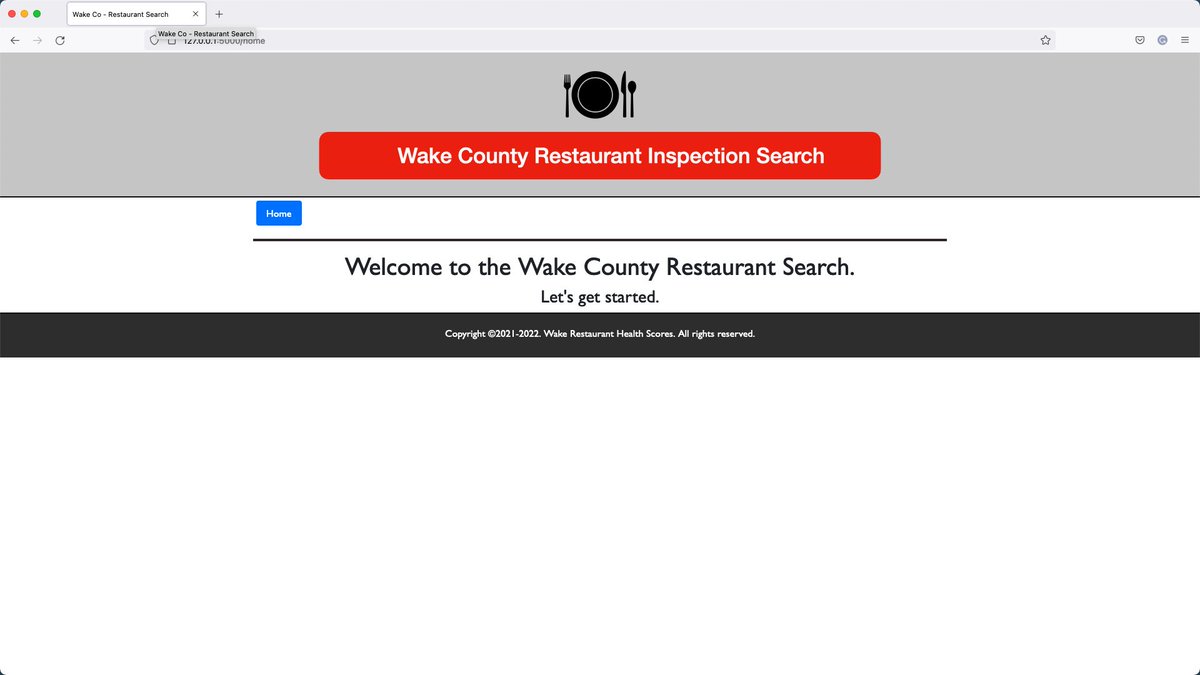 Wake Co - Restaurant Search
Wake Co - Restaurant Search
127.0.0.1:5000/home
Wake County Restaurant Inspection Search
Home
Welcome to the Wake County Restaurant Search.
Let's get started.
Copyright ©2021-2022. Wake Restaurant Health Scores. All rights reserved.